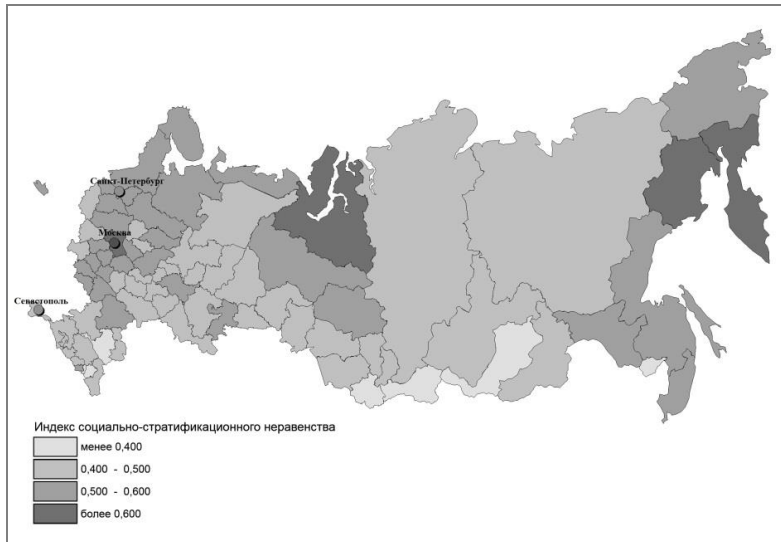 Санкт-Петербург
Москва
Севастополь
Индекс социально-стратификационного неравенства
менее 0,400
0,400 - 0,500
0,500 - 0,600
более 0,600